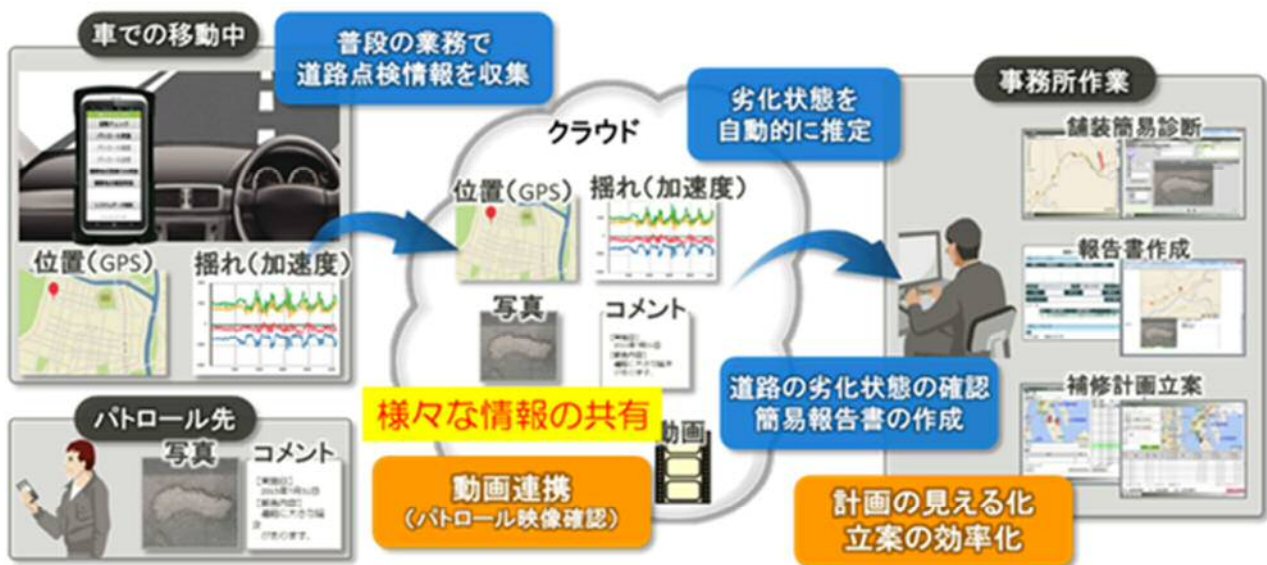 車での移動中
普段の業務で
道路点検情報を収集
位置(GPS)
揺れ(加速度)
パトロール先
写真
コメント
クラウド
位置(GPS)
揺れ(加速度)
写真
コメント
様々な情報の共有
動画
動画連携
(パトロール映像確認)
劣化状態を
自動的に推定
道路の劣化状態の確認
簡易報告書の作成
事務所作業
舗装簡易診断
報告書作成
補修計画立案
計画の見える化
立案の効率化